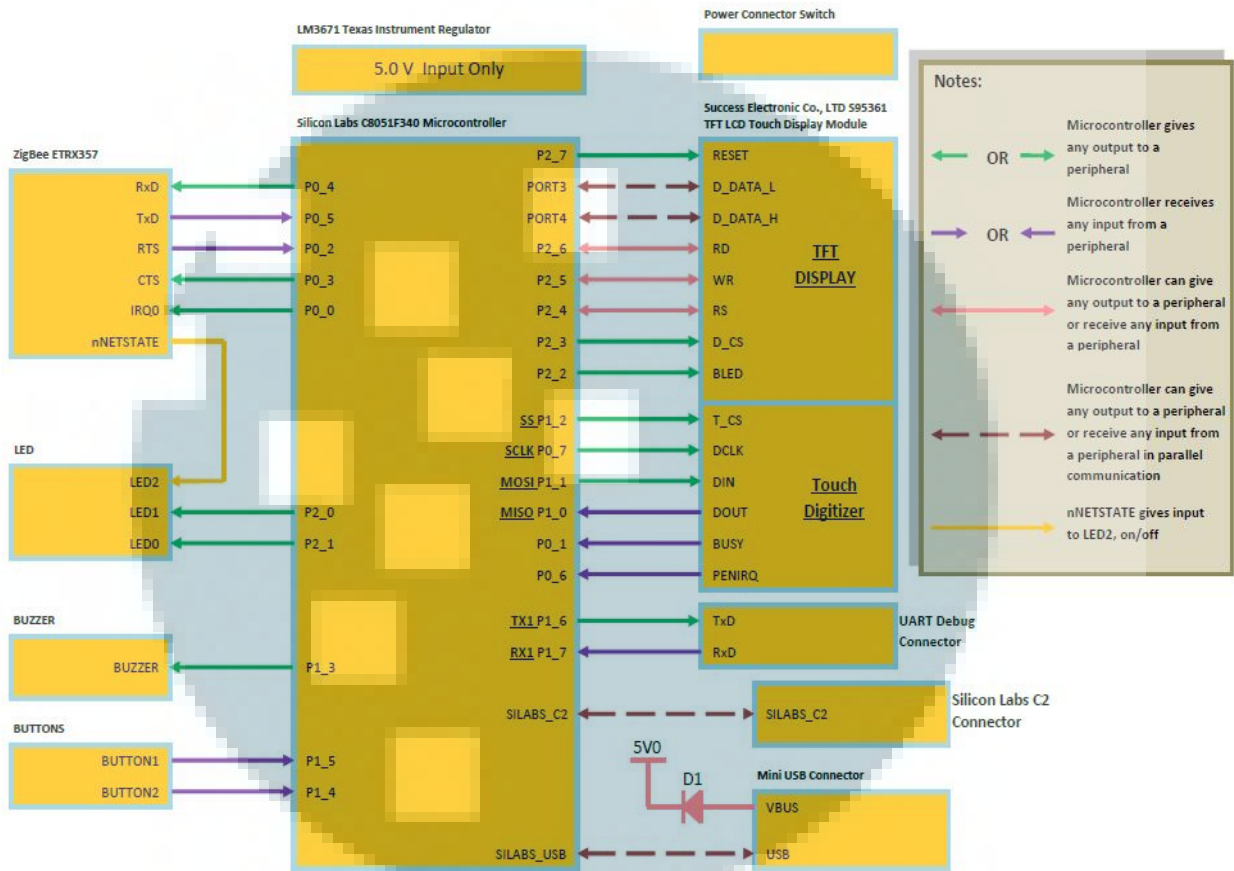 LM3671 Texas Instrument Regulator
5.0 V Input Only
Power Connector Switch
Silicon Labs C8051F340 Microcontroller
Success Electronic Co., LTD S95361
TFT LCD Touch Display Module
ZigBee ETRX357
RxD
TxD
RTS
CTS
IRQ0
nNETSTATE
LED
LED2
LED1
LED0
BUZZER
BUZZER
BUTTONS
BUTTON1
BUTTON2
P0_4
P0_5
P0_2
P0_3
P0_0
P2_0
P2_1
P1_3
P1_5
P1_4
P2_7
PORT3
PORT4
P2_6
P2_5
P2_4
P2_3
P2_2
SS P1_2
SCLK P0_7
MOSI P1_1
MISO P1_0
P0_1
P0_6
TX1 P1_6
RX1 P1_7
SILABS_C2
SILABS_USB
RESET
D_DATA_L
D_DATA_H
RD
WR
RS
D_CS
BLED
TFT
DISPLAY
T_CS
DCLK
DIN
DOUT
BUSY
PENIRQ
Touch
Digitizer
TxD
RxD
UART Debug
Connector
SILABS_C2
Silicon Labs C2
Connector
5V0
D1
Mini USB Connector
VBUS
USB
Notes:
OR
Microcontroller gives
any output to a
peripheral
OR
Microcontroller receives
any input from a
peripheral
Microcontroller can give
any output to a peripheral
or receive any input from
a peripheral
Microcontroller can give
any output to a peripheral
or receive any input from
a peripheral in parallel
communication
nNETSTATE gives input
to LED2, on/off